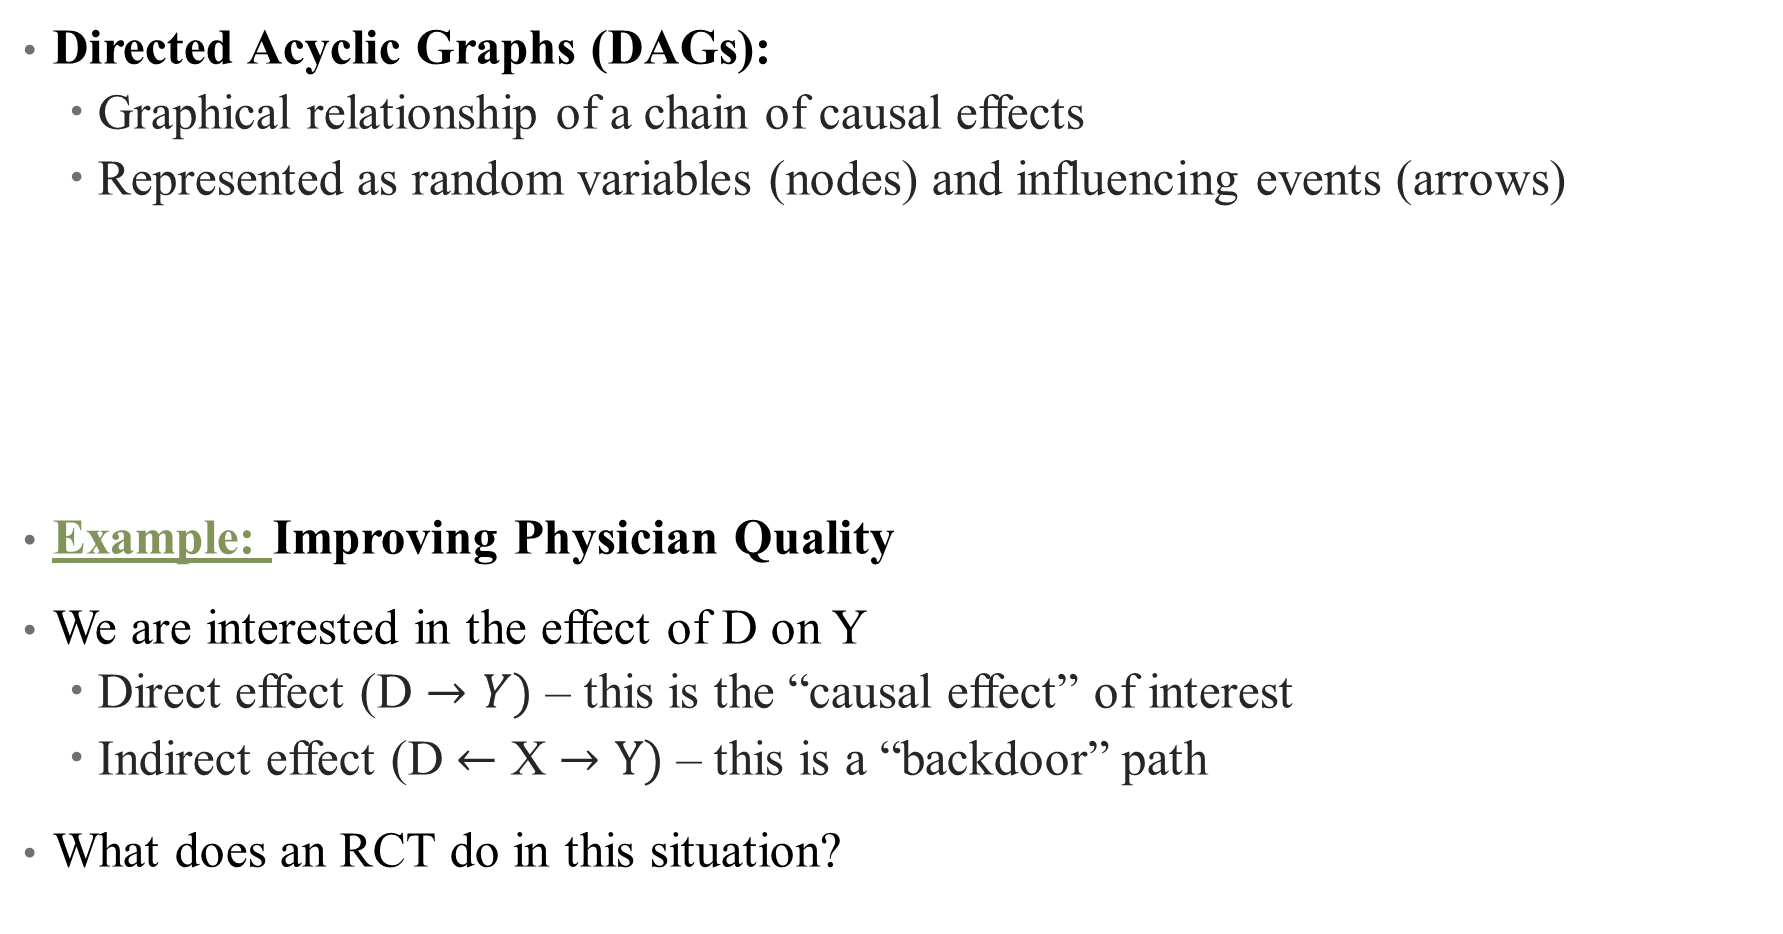 • Directed Acyclic Graphs (DAGs):
• Graphical relationship of a chain of causal effects
• Represented as random variables (nodes) and influencing events (arrows)
• Example: Improving Physician Quality
• We are interested in the effect of D on Y
• Direct effect (D → Y) – this is the “causal effect” of interest
• Indirect effect (D ← X → Y) – this is a “backdoor” path
• What does an RCT do in this situation?